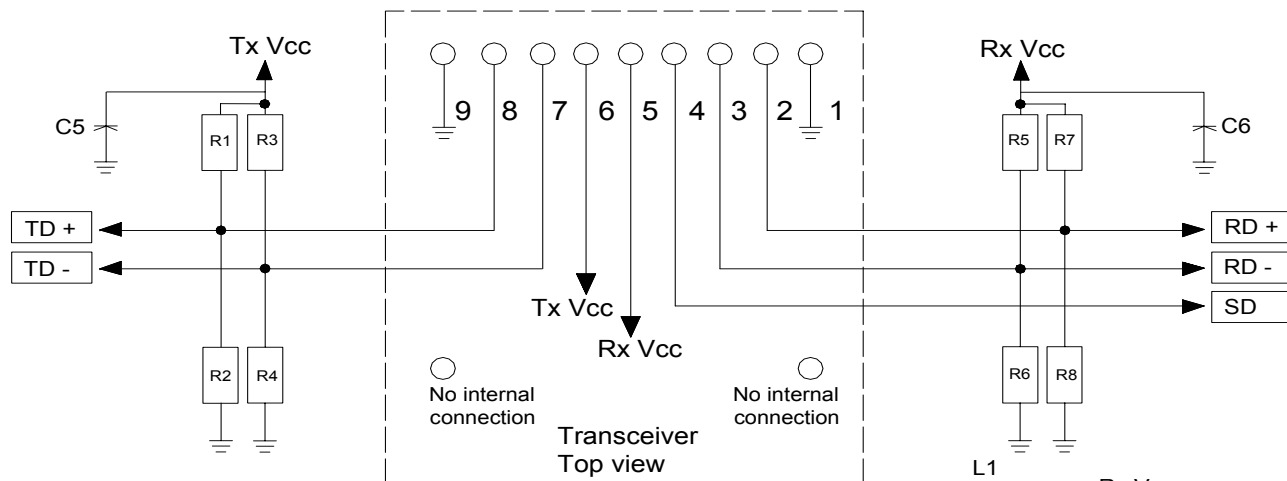 Tx Vcc
Rx Vcc
9 8 7 6 5 4 3 2 1
C5
R1
R3
R5
R7
C6
TD +
RD +
TD -
RD -
Tx Vcc
SD
Rx Vcc
R2
R4
R6
R8
No internal
connection
No internal
connection
Transceiver
Top view
L1